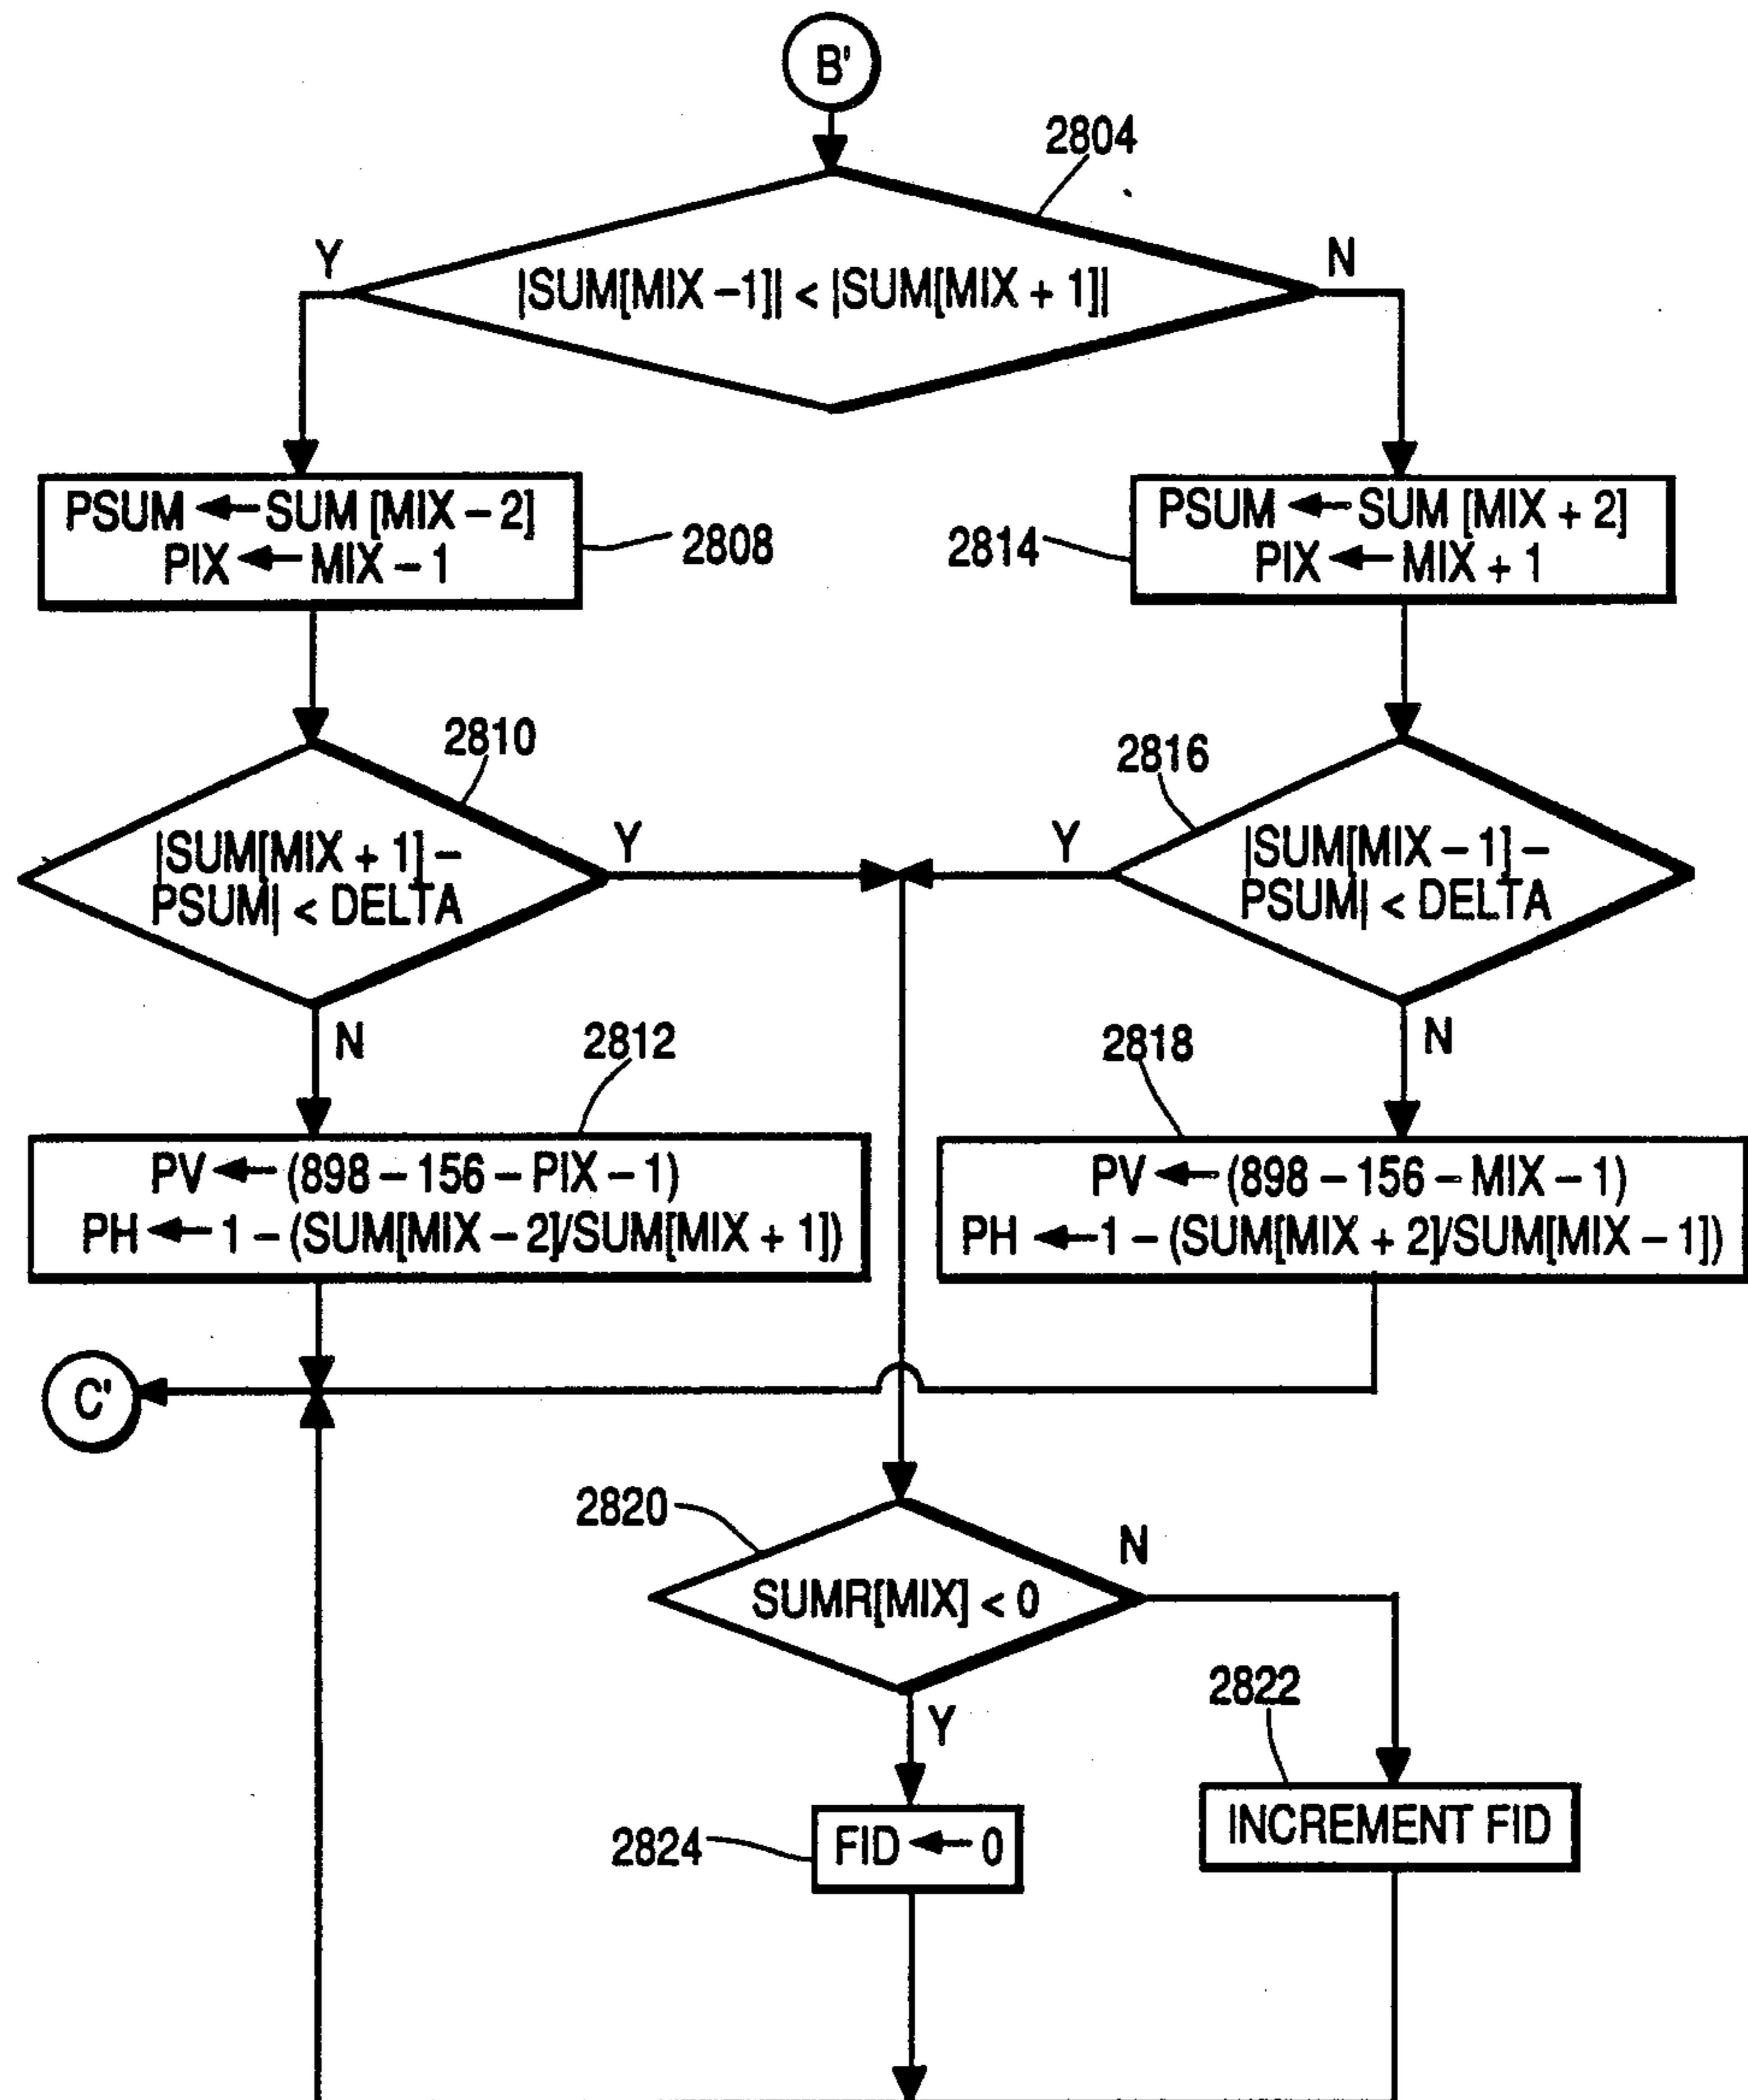 B'
2804
Y
N
|SUM[MIX -1]| < |SUM[MIX + 1]|
PSUM ← SUM [MIX – 2]
PIX ← MIX – 1
2808
2814
PSUM ← SUM [MIX + 2]
PIX ← MIX + 1
2810
2816
|SUM[MIX + 1] –
PSUM| < DELTA
Y
Y
|SUM[MIX – 1] –
PSUM| < DELTA
N
2812
2818
N
PV ← (898 – 156 – PIX – 1)
PH ← 1 – (SUM[MIX – 2]/SUM[MIX + 1])
PV ← (898 – 156 – MIX – 1)
PH ← 1 – (SUM[MIX + 2]/SUM[MIX – 1])
C'
2820
N
SUMR[MIX] < 0
Y
2822
2824
FID ← 0
INCREMENT FID